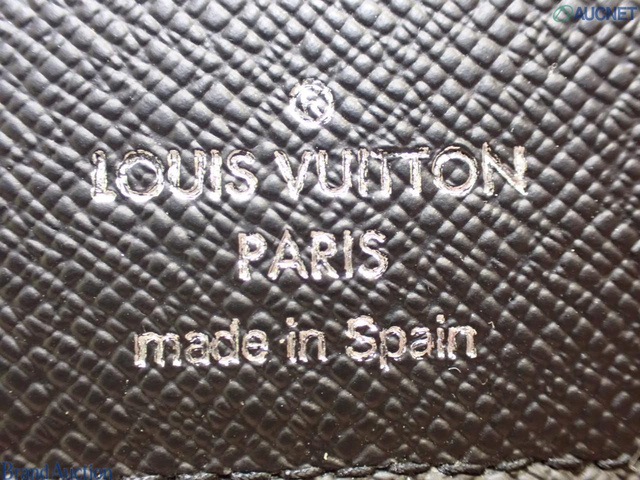 AUCNET
LOUIS VUITTON
PARIS
made in Spain
Brand Auction